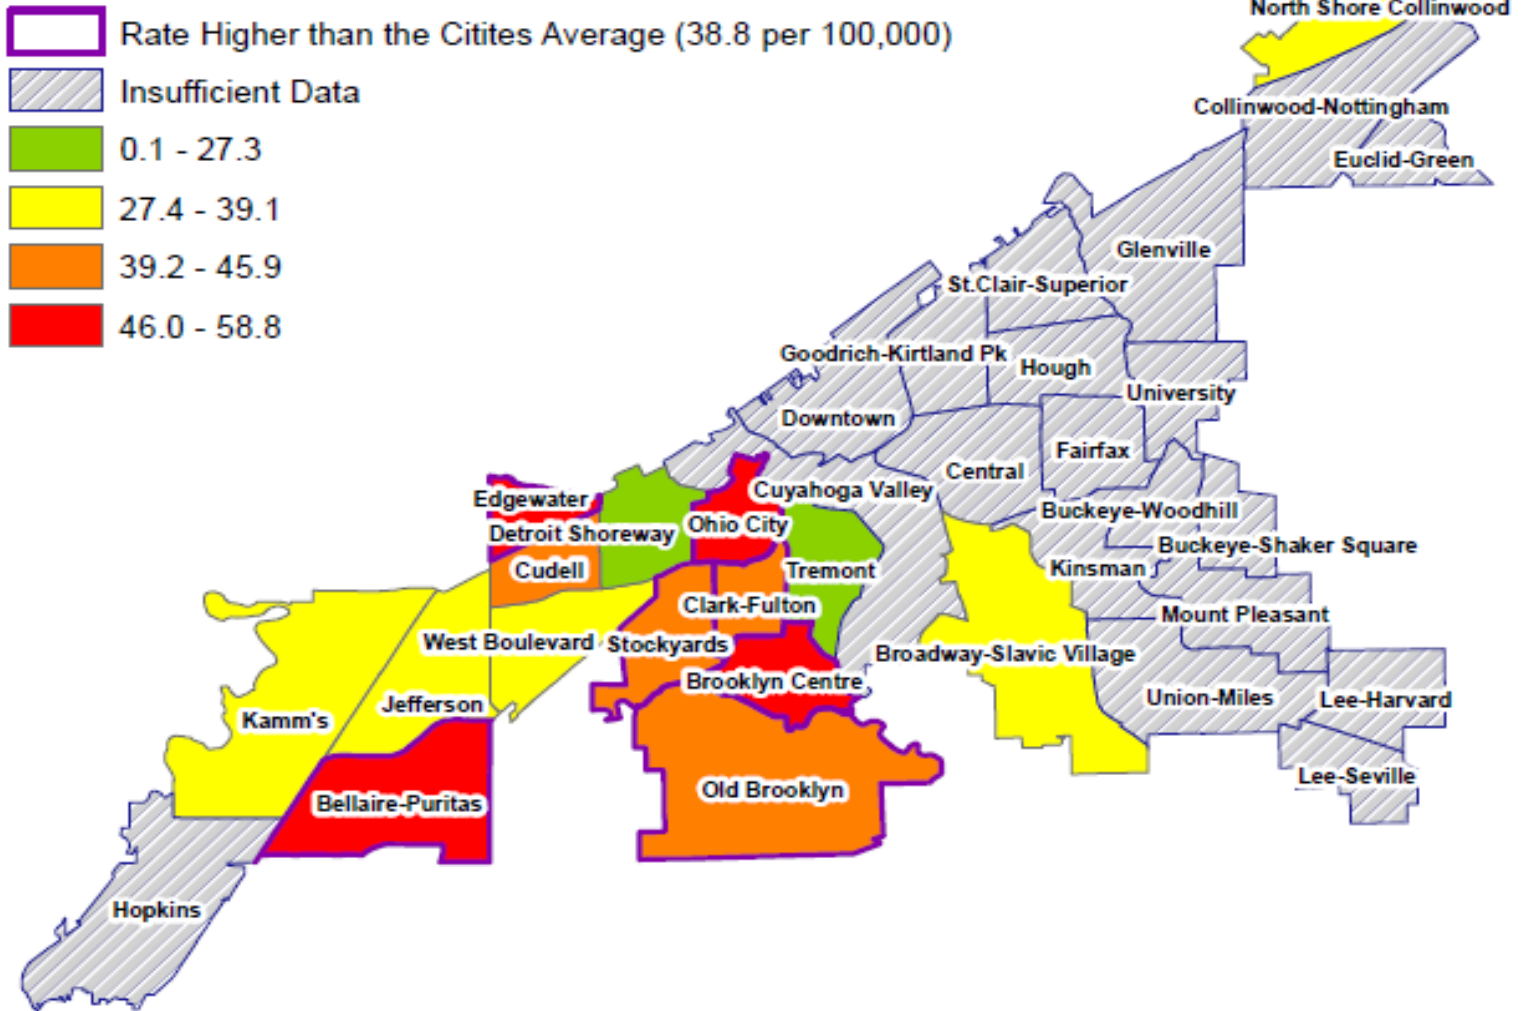 Rate Higher than the Citites Average (38.8 per 100,000)
Insufficient Data
0.1 - 27.3
27.4 - 39.1
39.2 - 45.9
46.0 - 58.8
North Shore Collinwood
Collinwood-Nottingham
Euclid-Green
Glenville
St.Clair-Superior
Goodrich-Kirtland Pk
Hough
University
Downtown
Fairfax
Central
Cuyahoga Valley
Edgewater
Buckeye-Woodhill
Ohio City
Detroit Shoreway
Buckeye-Shaker Square
Cudell
Tremont
Kinsman
Clark-Fulton
Mount Pleasant
West Boulevard
Stockyards
Broadway-Slavic Village
Brooklyn Centre
Union-Miles
Lee-Harvard
Jefferson
Kamm's
Lee-Seville
Old Brooklyn
Bellaire-Puritas
Hopkins